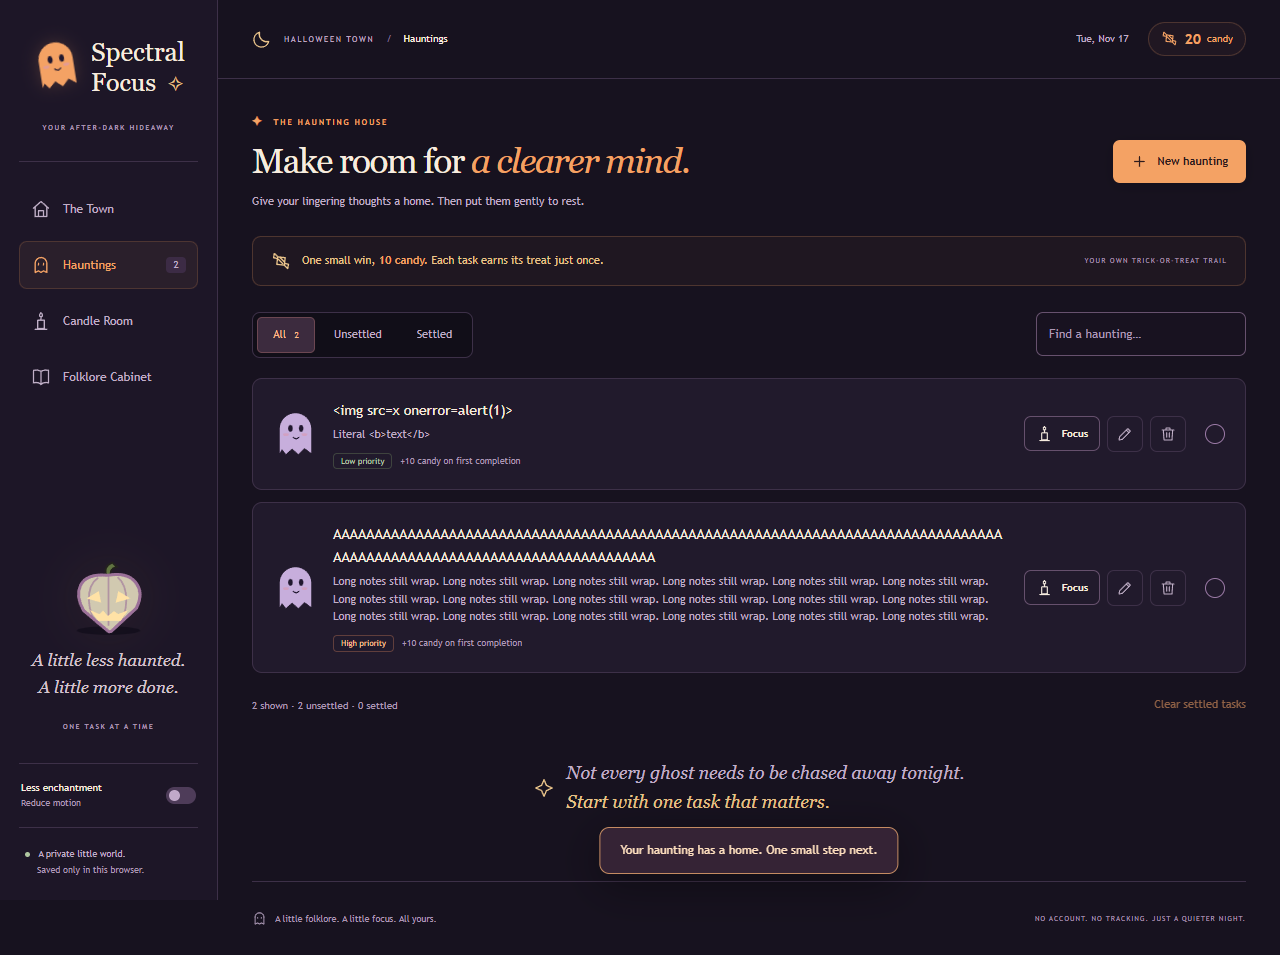 Spectral
Focus
YOUR AFTER-DARK HIDEAWAY
The Town
Hauntings 2
Candle Room
Folklore Cabinet
A little less haunted.
A little more done.
ONE TASK AT A TIME
Less enchantment
Reduce motion
A private little world.
Saved only in this browser.
HALLOWEEN TOWN / Hauntings
Tue, Nov 17
20 candy
THE HAUNTING HOUSE
Make room for a clearer mind.
Give your lingering thoughts a home. Then put them gently to rest.
+ New haunting
One small win, 10 candy. Each task earns its treat just once.
YOUR OWN TRICK-OR-TREAT TRAIL
All 2 Unsettled Settled
Find a haunting...
<img src=x onerror=alert(1)>
Literal <b>text</b>
Low priority +10 candy on first completion
Focus
AAAAAAAAAAAAAAAAAAAAAAAAAAAAAAAAAAAAAAAAAAAAAAAAAAAAAAAAAAAAAAAAAAAAAAAAAAAAAAAAA
AAAAAAAAAAAAAAAAAAAAAAAAAAAAAAAAAAAAAAA
Long notes still wrap. Long notes still wrap. Long notes still wrap. Long notes still wrap. Long notes still wrap. Long notes still wrap.
Long notes still wrap. Long notes still wrap. Long notes still wrap. Long notes still wrap. Long notes still wrap. Long notes still wrap.
Long notes still wrap. Long notes still wrap. Long notes still wrap. Long notes still wrap. Long notes still wrap. Long notes still wrap.
High priority +10 candy on first completion
Focus
2 shown · 2 unsettled · 0 settled
Clear settled tasks
Not every ghost needs to be chased away tonight.
Start with one task that matters.
Your haunting has a home. One small step next.
A little folklore. A little focus. All yours.
NO ACCOUNT. NO TRACKING. JUST A QUIETER NIGHT.